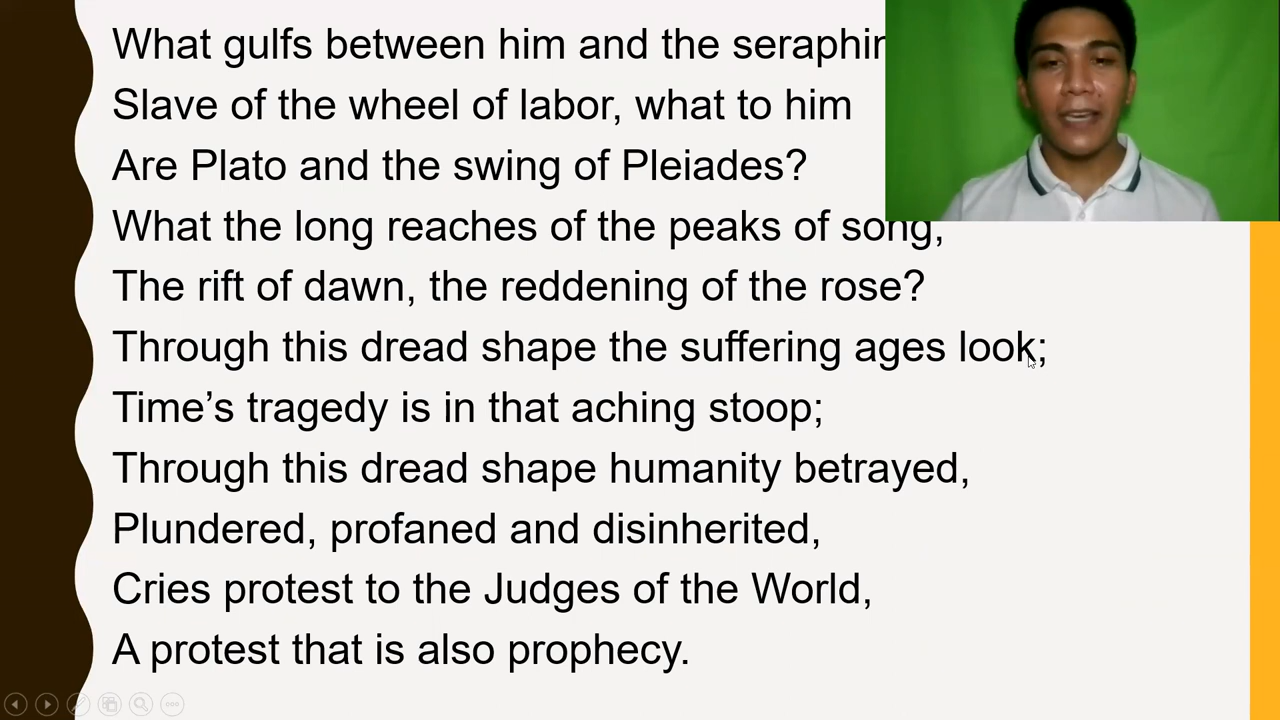 What gulfs between him and the
Slave of the wheel of labor, what to him
Are Plato and the swing of Pleiades?
What the long reaches of the peaks of song,
The rift of dawn, the reddening of the rose?
Through this dread shape the suffering ages look;
Time’s tragedy is in that aching stoop;
Through this dread shape humanity betrayed,
Plundered, profaned and disinherited,
Cries protest to the Judges of the World,
A protest that is also prophecy.